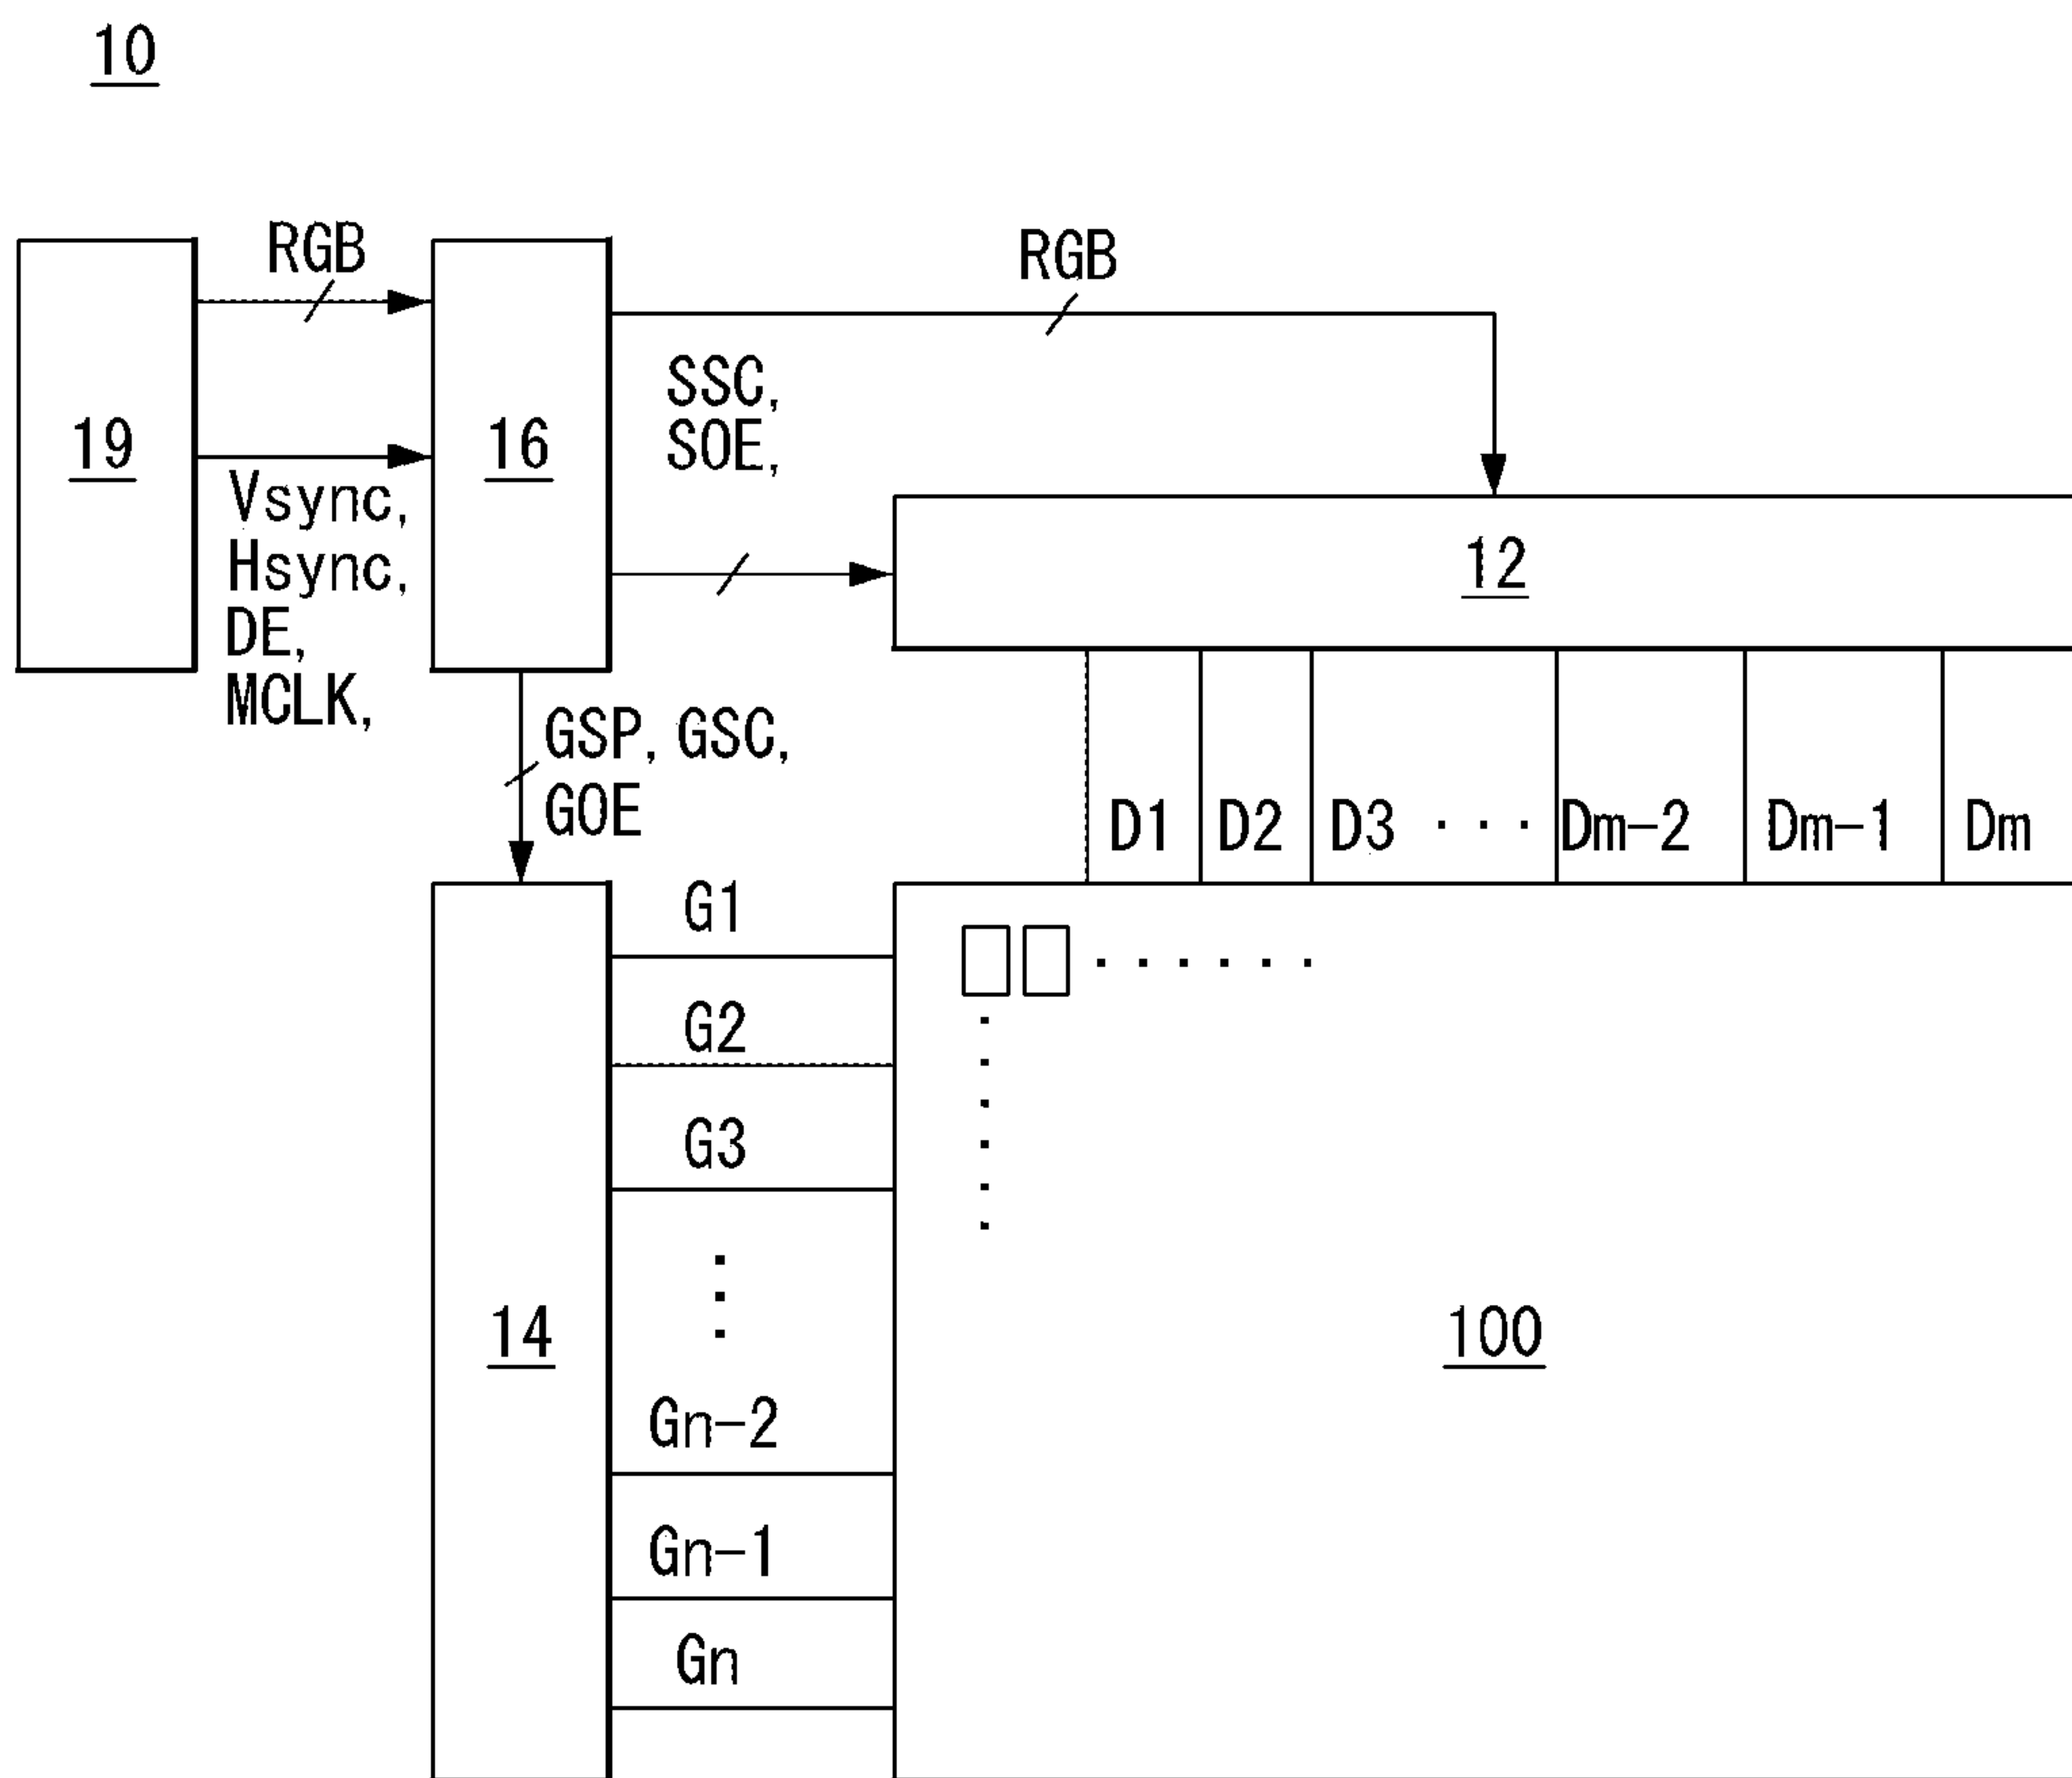 10
RGB
RGB
19
16
SSC,
SOE,
Vsync,
Hsync,
DE,
MCLK,
12
GSP, GSC,
GOE
D1 D2 D3 ··· Dm-2 Dm-1 Dm
G1
G2
G3
14
100
Gn-2
Gn-1
Gn